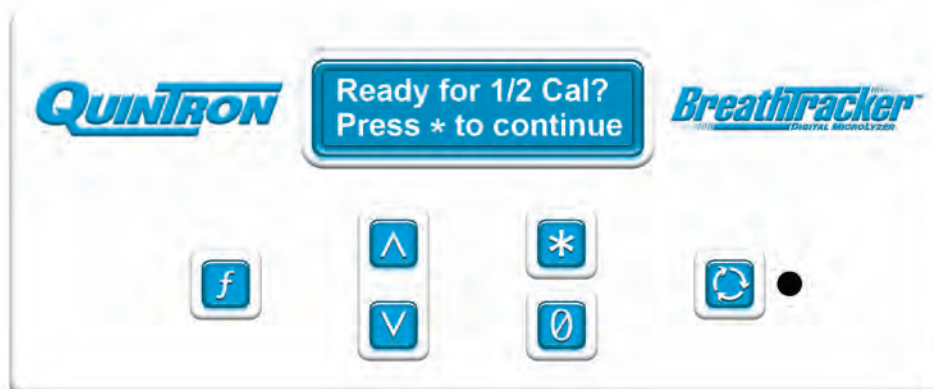 QUINTRON
Ready for 1/2 Cal?
Press * to continue
BreathTracker™
DIGITAL MICROLYZER
ƒ
*
0